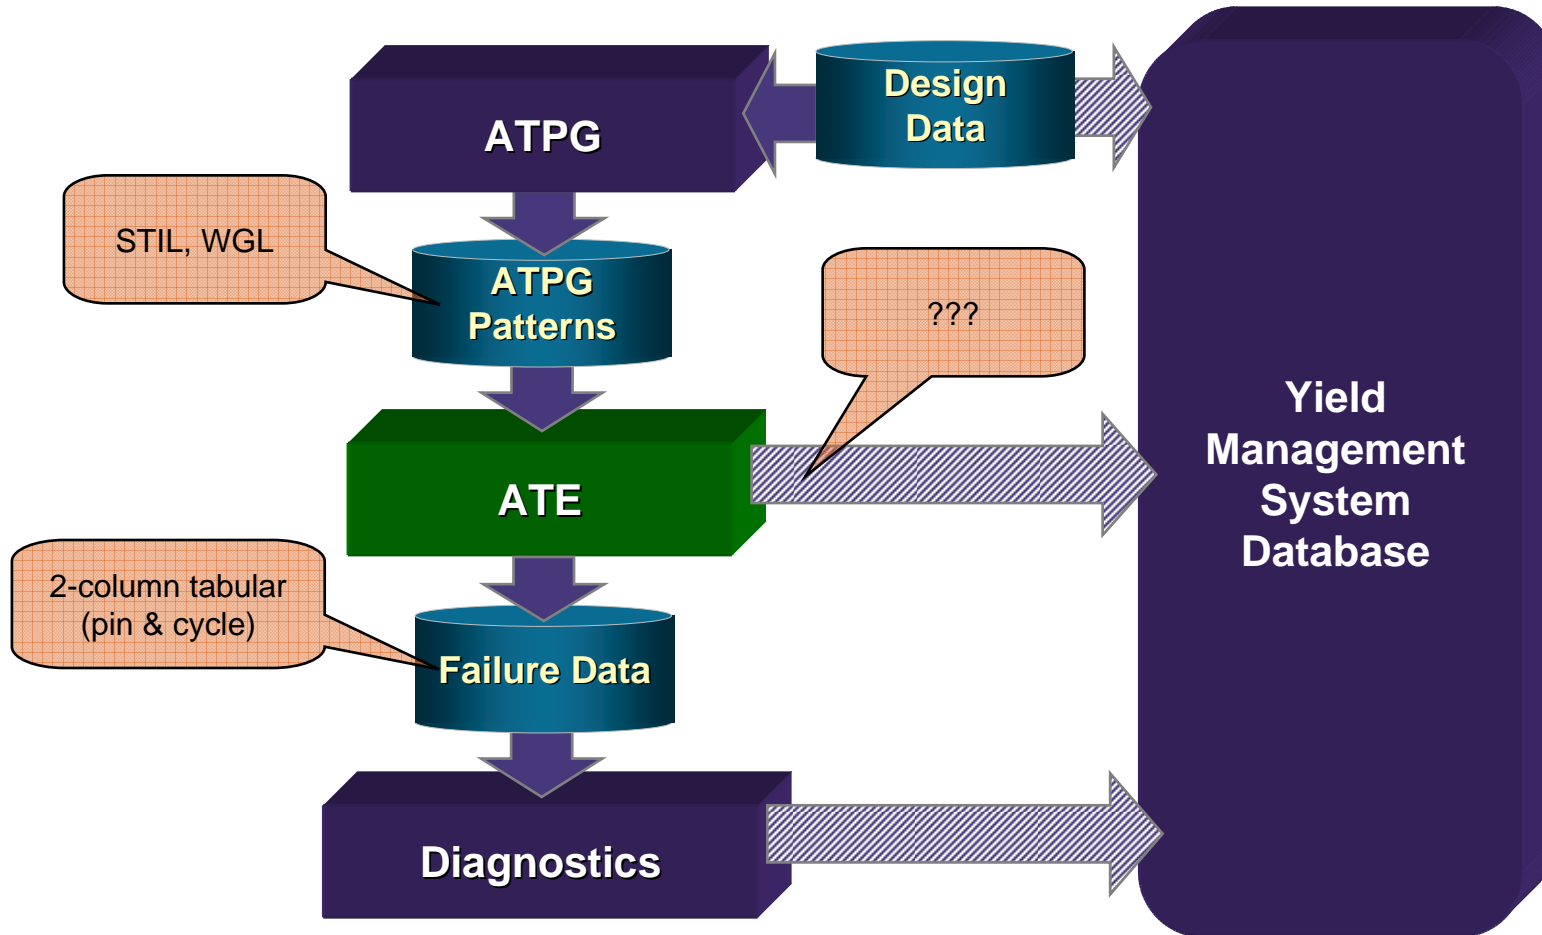 ATPG
Design
Data
STIL, WGL
ATPG
Patterns
???
ATE
Yield
Management
System
Database
2-column tabular
(pin & cycle)
Failure Data
Diagnostics